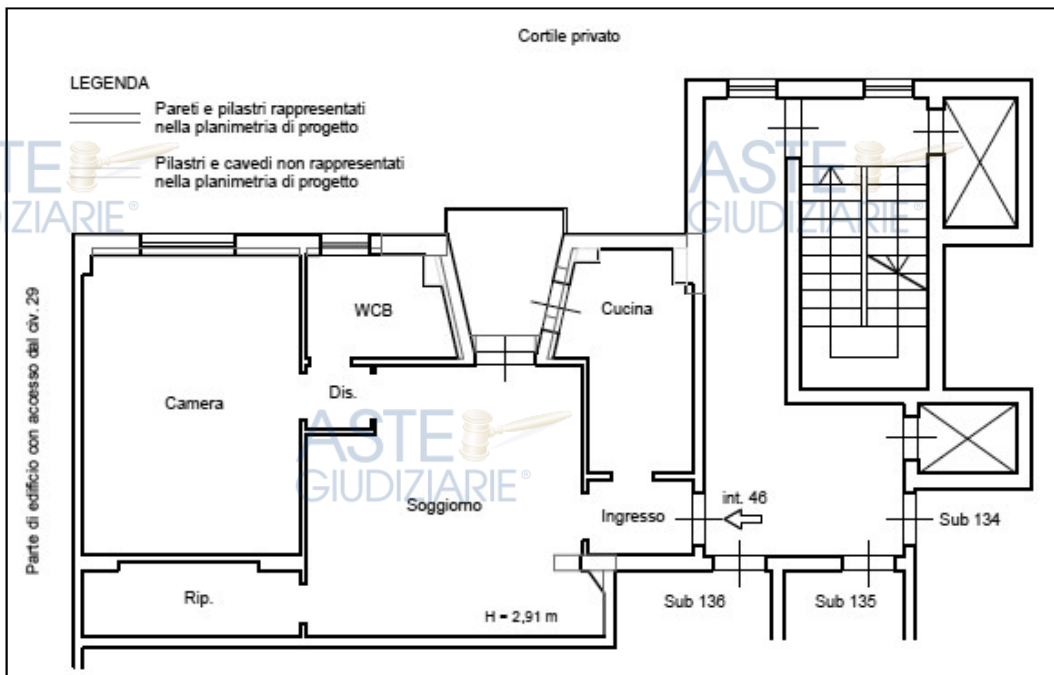 Cortile privato
LEGENDA
Pareti e pilastri rappresentati
nella planimetria di progetto
Pilastri e cavedi non rappresentati
nella planimetria di progetto
ASTE
GIUDIZIARIE®
TE
DIZIARIE®
WCB
Cucina
Parte di edificio con accesso dal civ. 29
Camera
Dis.
ASTE
GIUDIZIARIE®
Soggiorno
Ingresso
int. 46
Sub 134
Rip.
H = 2,91 m
Sub 136
Sub 135